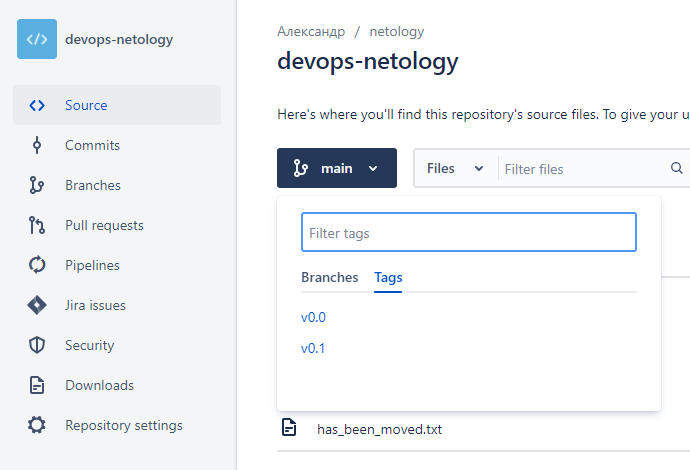 devops-netology
Source
Commits
Branches
Pull requests
Pipelines
Jira issues
Security
Downloads
Repository settings
Александр / netology
devops-netology
Here's where you'll find this repository's source files. To give your u
main
Files
Filter files
Filter tags
Branches Tags
v0.0
v0.1
has_been_moved.txt